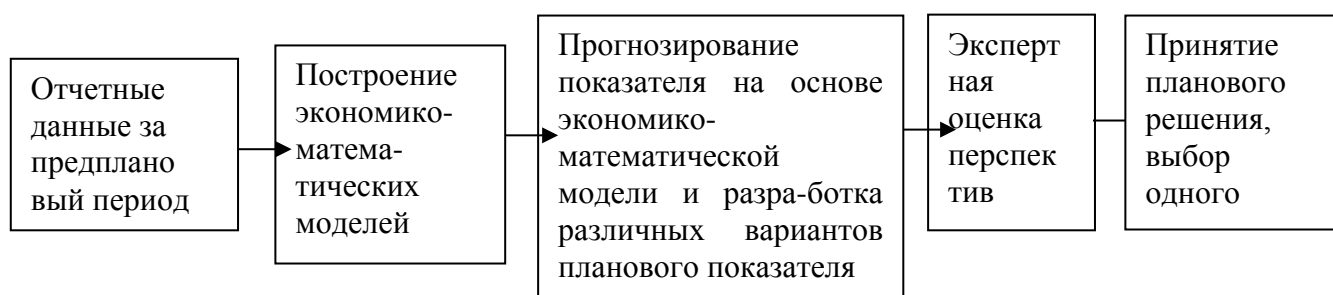 Отчетные
данные за
предплано
вый период
Построение
экономико-
матема-
тических
моделей
Прогнозирование
показателя на основе
экономико-
математической
модели и разра-ботка
различных вариантов
планового показателя
Эксперт
ная
оценка
перспек
тив
Принятие
планового
решения,
выбор
одного